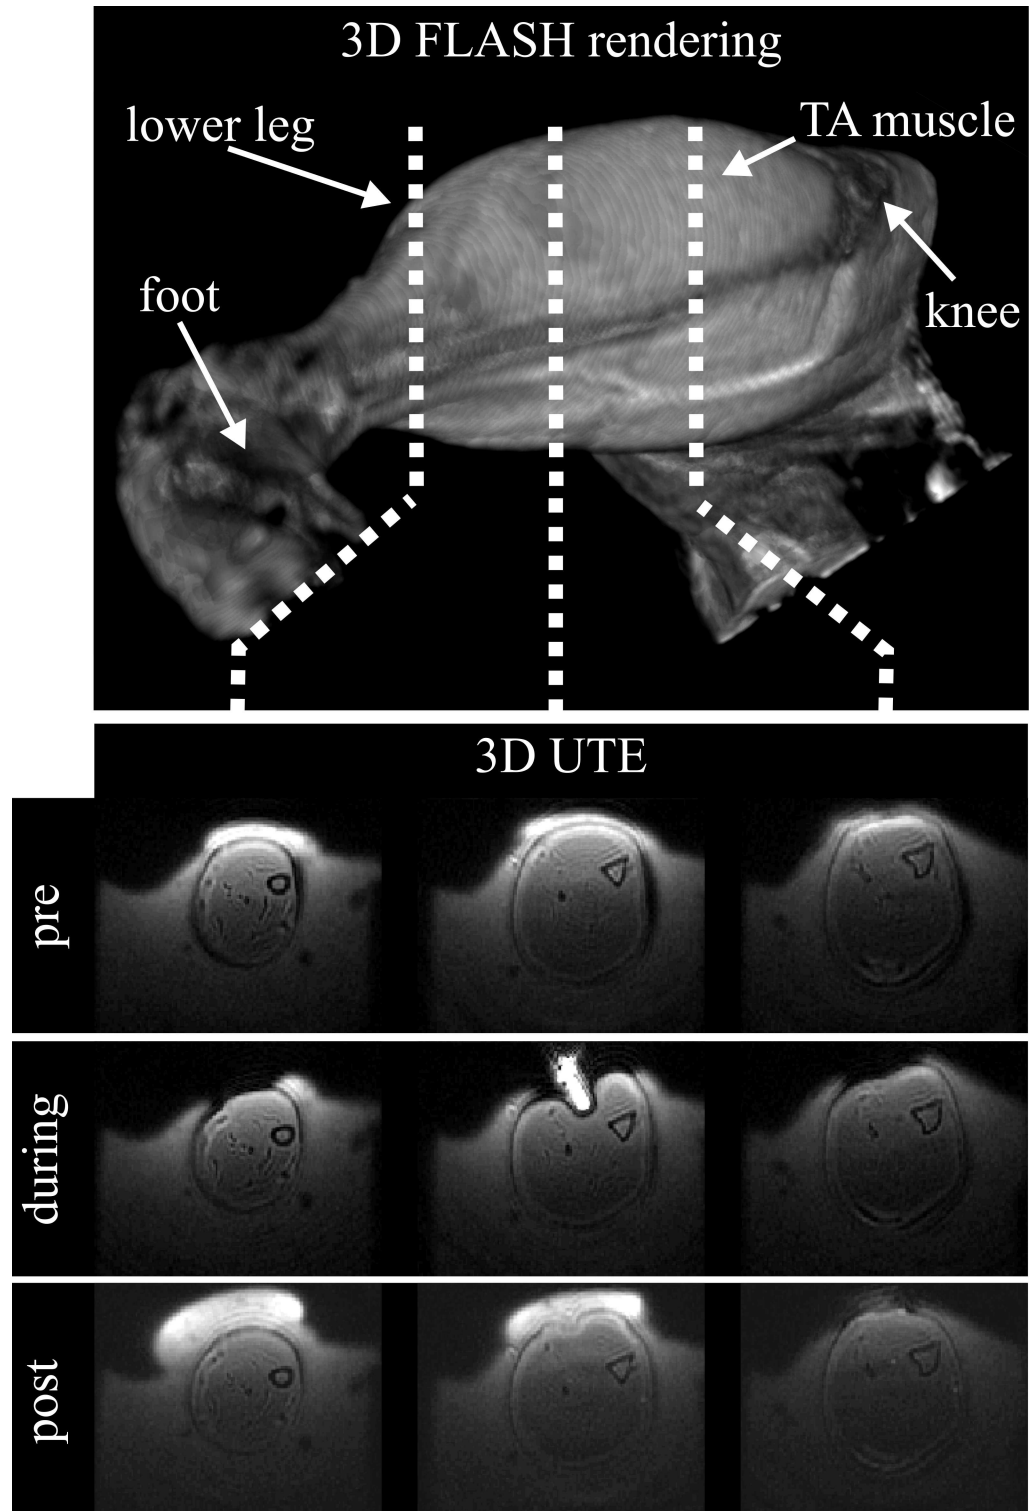 3D FLASH rendering
lower leg
TA muscle
foot
knee
3D UTE
pre
during
post